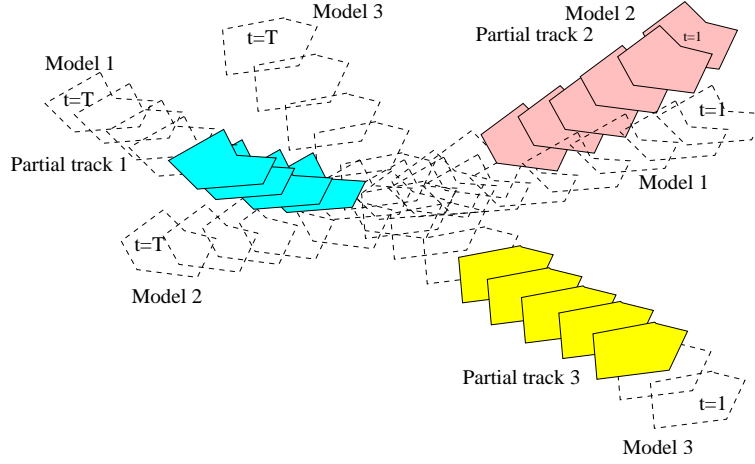 Model 3
Model 2
t=T
Partial track 2
t=1
Model 1
t=T
t=1
Partial track 1
Model 1
t=T
Model 2
Partial track 3
t=1
Model 3